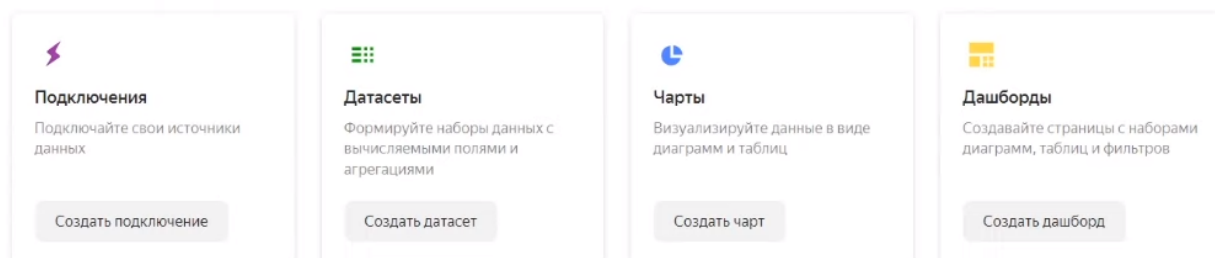 Подключения
Подключайте свои источники
данных
Создать подключение
Датасеты
Формируйте наборы данных с
вычисляемыми полями и
агрегациями
Создать датасет
Чарты
Визуализируйте данные в виде
диаграмм и таблиц
Создать чарт
Дашборды
Создавайте страницы с наборами
диаграмм, таблиц и фильтров
Создать дашборд